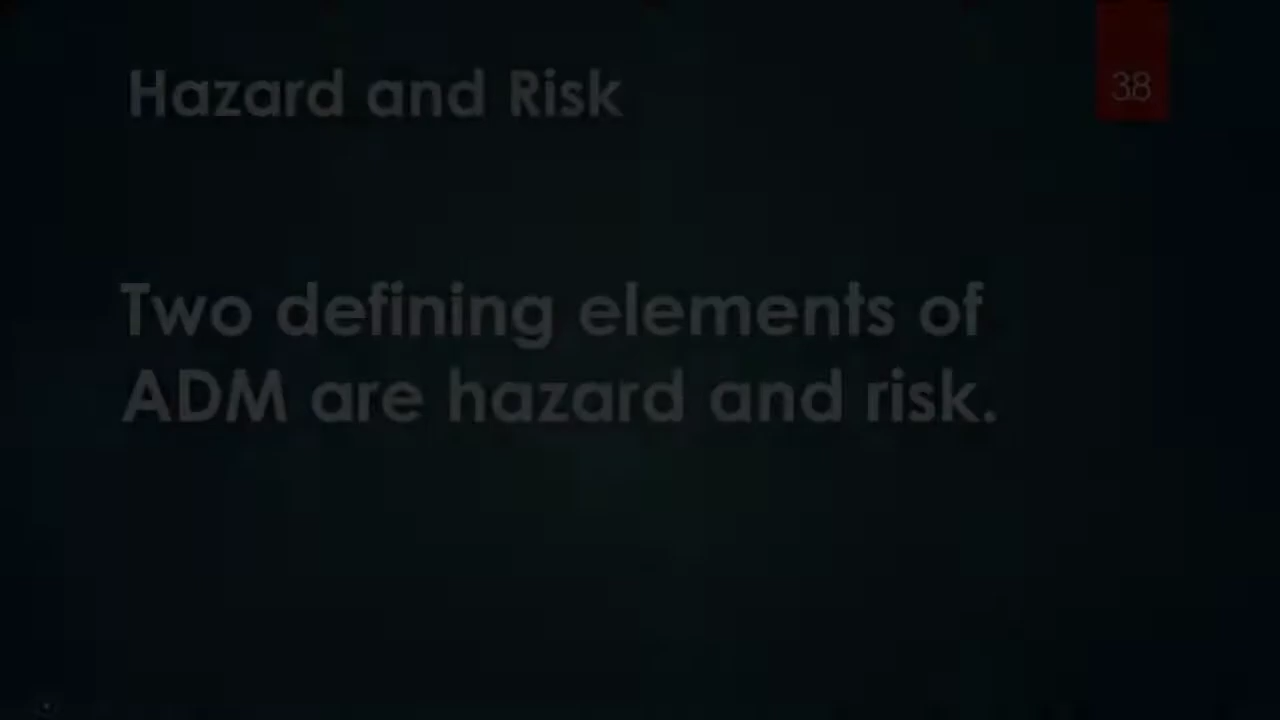 Hazard and Risk
38
Two defining elements of
ADM are hazard and risk.